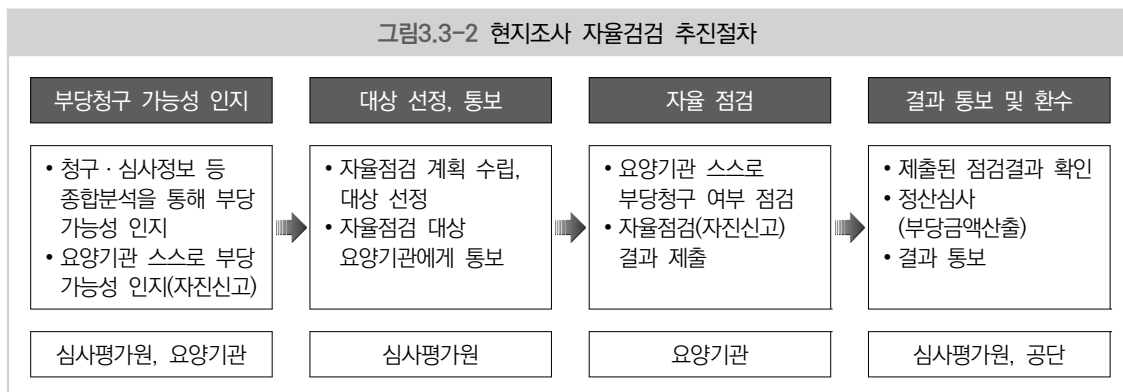 그림3.3-2 현지조사 자율검검 추진절차
부당청구 가능성 인지
• 청구 · 심사정보 등
종합분석을 통해 부당
가능성 인지
• 요양기관 스스로 부당
가능성 인지(자진신고)
심사평가원, 요양기관
대상 선정, 통보
• 자율점검 계획 수립,
대상 선정
• 자율점검 대상
요양기관에게 통보
심사평가원
자율 점검
• 요양기관 스스로
부당청구 여부 점검
• 자율점검(자진신고)
결과 제출
요양기관
결과 통보 및 환수
• 제출된 점검결과 확인
• 정산심사
(부당금액산출)
• 결과 통보
심사평가원, 공단